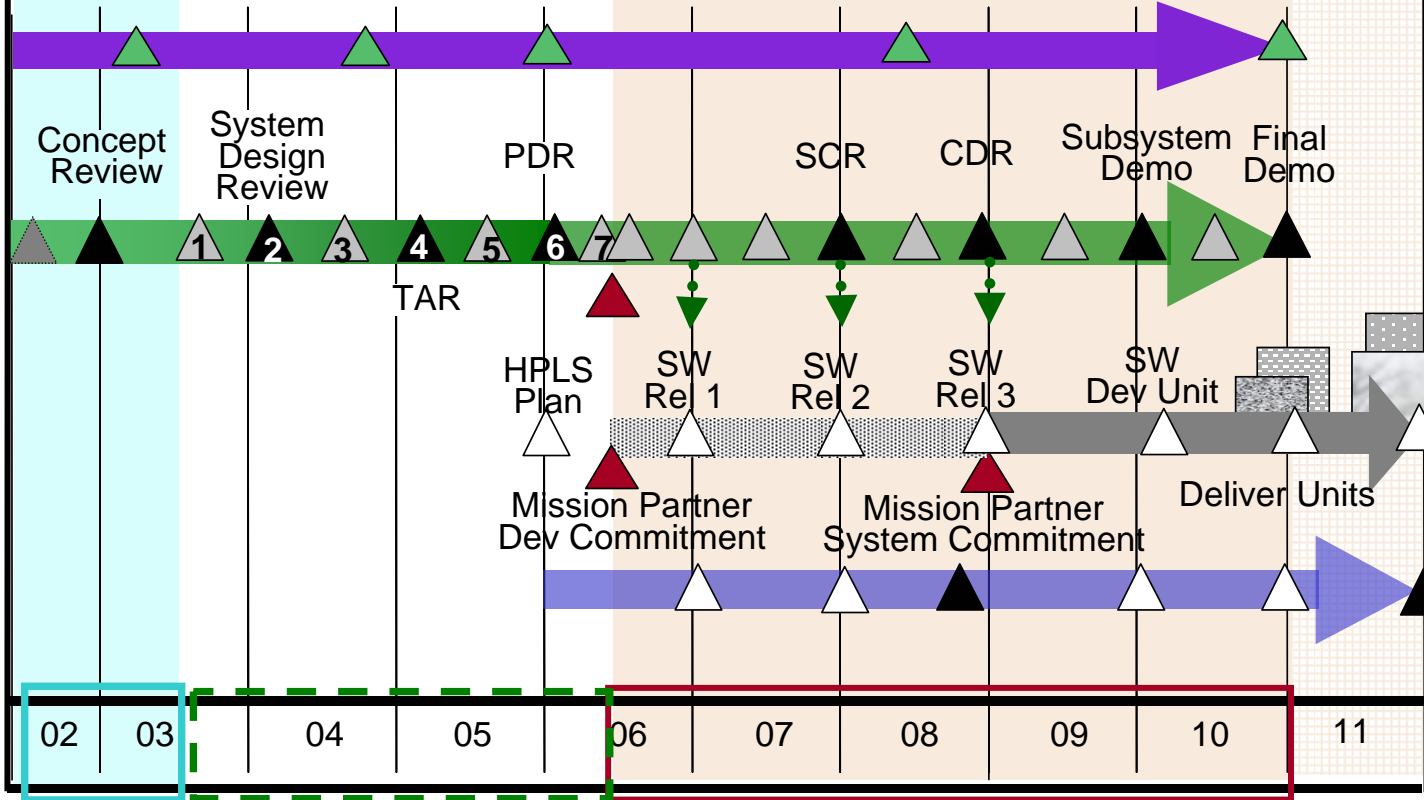 Concept
Review
System
Design
Review
PDR
SCR
CDR
Subsystem
Demo
Final
Demo
1
2
3
4
5
6
7
TAR
HPLS
Plan
SW
Rel 1
SW
Rel 2
SW
Rel 3
SW
Dev Unit
Mission Partner
Dev Commitment
Mission Partner
System Commitment
Deliver Units
02
03
04
05
06
07
08
09
10
11